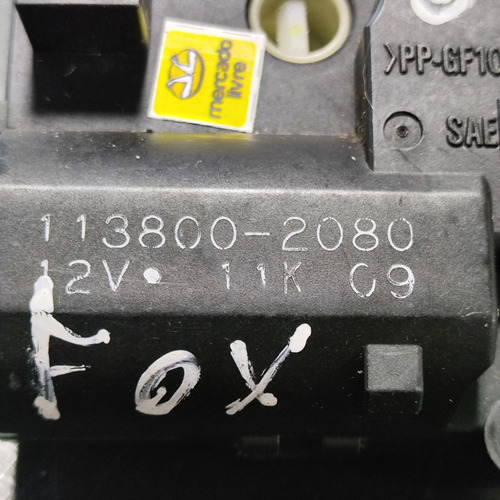 mercado
livre
>PP-GF10
SAE
113800-2080
12V • 11K 09
FOX